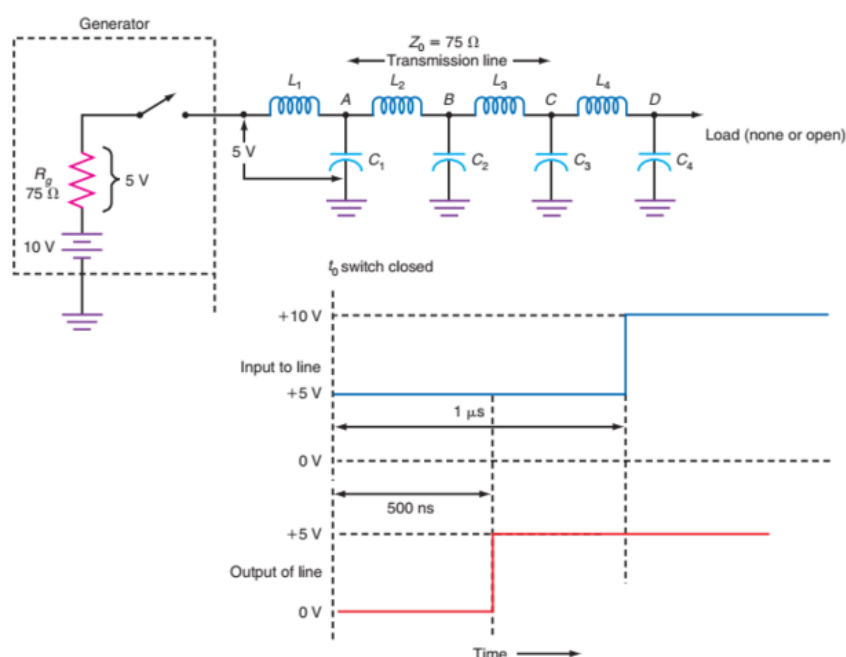 Generator
Z₀ = 75 Ω
Transmission line
L₁
A
L₂
B
L₃
C
L₄
D
Load (none or open)
5 V
C₁
C₂
C₃
C₄
R_g
75 Ω
5 V
10 V
t₀ switch closed
+10 V
Input to line
+5 V
1 μs
0 V
500 ns
+5 V
Output of line
0 V
Time